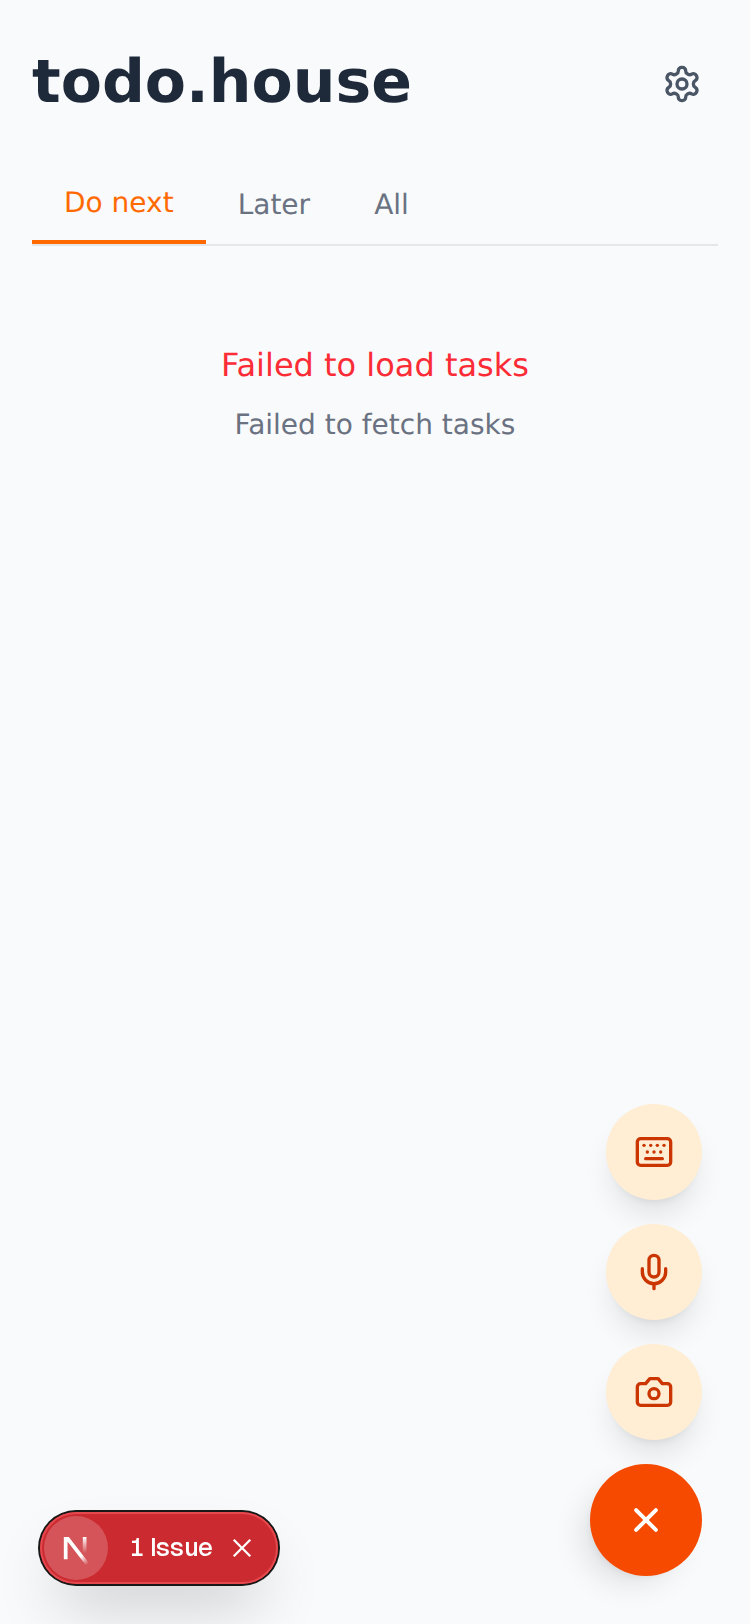 todo.house
Do next
Later
All
Failed to load tasks
Failed to fetch tasks
N
1 Issue